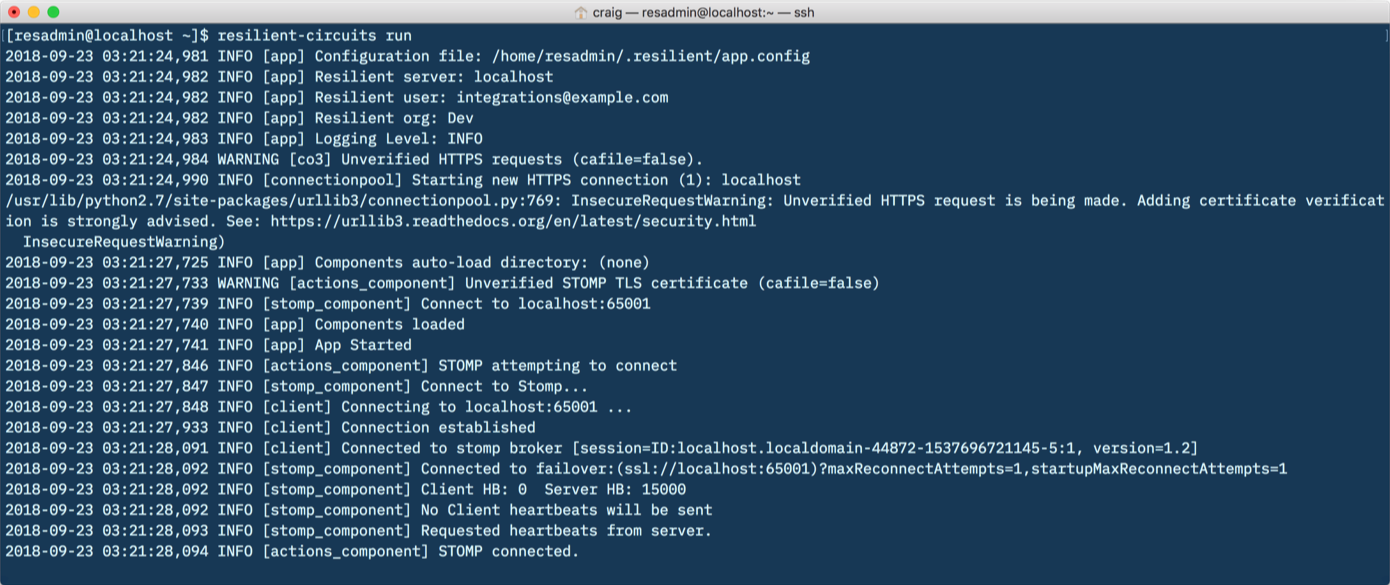 craig — resadmin@localhost:~ — ssh
[[resadmin@localhost ~]$ resilient-circuits run ]
2018-09-23 03:21:24,981 INFO [app] Configuration file: /home/resadmin/.resilient/app.config
2018-09-23 03:21:24,982 INFO [app] Resilient server: localhost
2018-09-23 03:21:24,982 INFO [app] Resilient user: integrations@example.com
2018-09-23 03:21:24,982 INFO [app] Resilient org: Dev
2018-09-23 03:21:24,983 INFO [app] Logging Level: INFO
2018-09-23 03:21:24,984 WARNING [co3] Unverified HTTPS requests (cafile=false).
2018-09-23 03:21:24,990 INFO [connectionpool] Starting new HTTPS connection (1): localhost
/usr/lib/python2.7/site-packages/urllib3/connectionpool.py:769: InsecureRequestWarning: Unverified HTTPS request is being made. Adding certificate verificat
ion is strongly advised. See: https://urllib3.readthedocs.org/en/latest/security.html
  InsecureRequestWarning)
2018-09-23 03:21:27,725 INFO [app] Components auto-load directory: (none)
2018-09-23 03:21:27,733 WARNING [actions_component] Unverified STOMP TLS certificate (cafile=false)
2018-09-23 03:21:27,739 INFO [stomp_component] Connect to localhost:65001
2018-09-23 03:21:27,740 INFO [app] Components loaded
2018-09-23 03:21:27,741 INFO [app] App Started
2018-09-23 03:21:27,846 INFO [actions_component] STOMP attempting to connect
2018-09-23 03:21:27,847 INFO [stomp_component] Connect to Stomp...
2018-09-23 03:21:27,848 INFO [client] Connecting to localhost:65001 ...
2018-09-23 03:21:27,933 INFO [client] Connection established
2018-09-23 03:21:28,091 INFO [client] Connected to stomp broker [session=ID:localhost.localdomain-44872-1537696721145-5:1, version=1.2]
2018-09-23 03:21:28,092 INFO [stomp_component] Connected to failover:(ssl://localhost:65001)?maxReconnectAttempts=1,startupMaxReconnectAttempts=1
2018-09-23 03:21:28,092 INFO [stomp_component] Client HB: 0  Server HB: 15000
2018-09-23 03:21:28,092 INFO [stomp_component] No Client heartbeats will be sent
2018-09-23 03:21:28,093 INFO [stomp_component] Requested heartbeats from server.
2018-09-23 03:21:28,094 INFO [actions_component] STOMP connected.